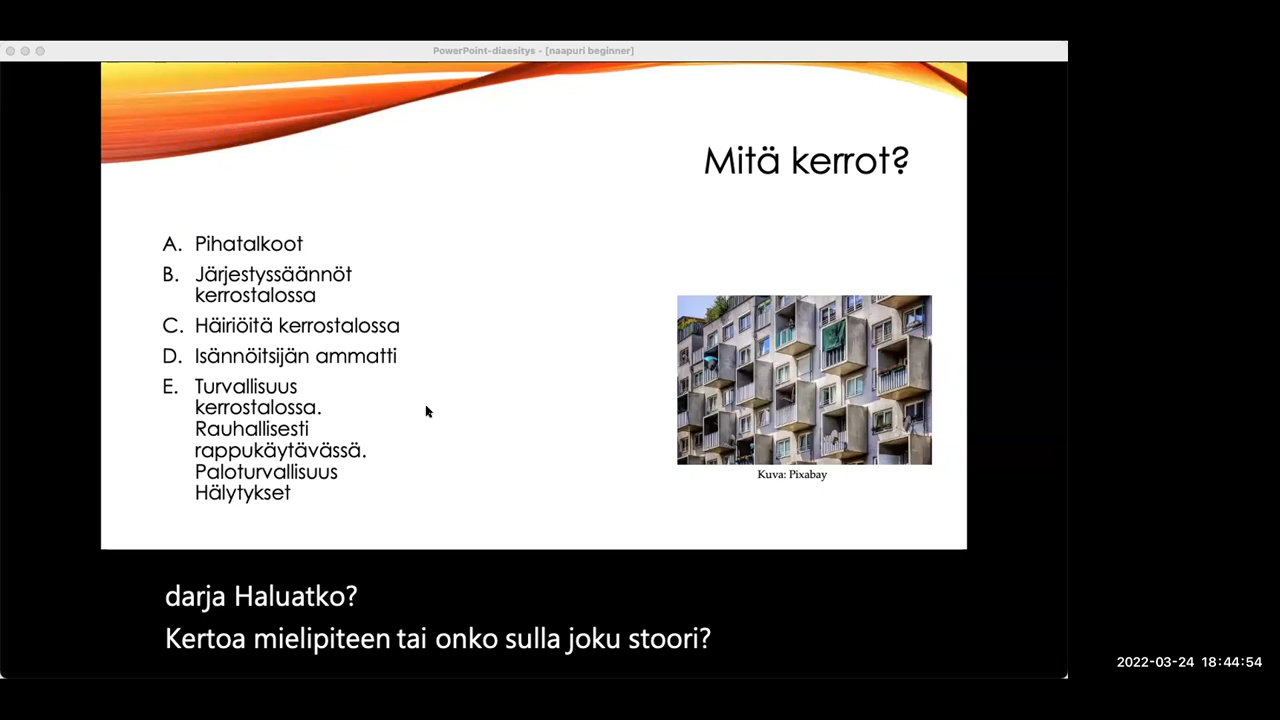 PowerPoint-diaesitys - [naapuri beginner]
Mitä kerrot?
A. Pihatalkoot
B. Järjestyssäännöt
kerrostalossa
C. Häiriöitä kerrostalossa
D. Isännöitsijän ammatti
E. Turvallisuus
kerrostalossa.
Rauhallisesti
rappukäytävässä.
Paloturvallisuus
Hälytykset
Kuva: Pixabay
darja Haluatko?
Kertoa mielipiteen tai onko sulla joku stoori?
2022-03-24 18:44:54